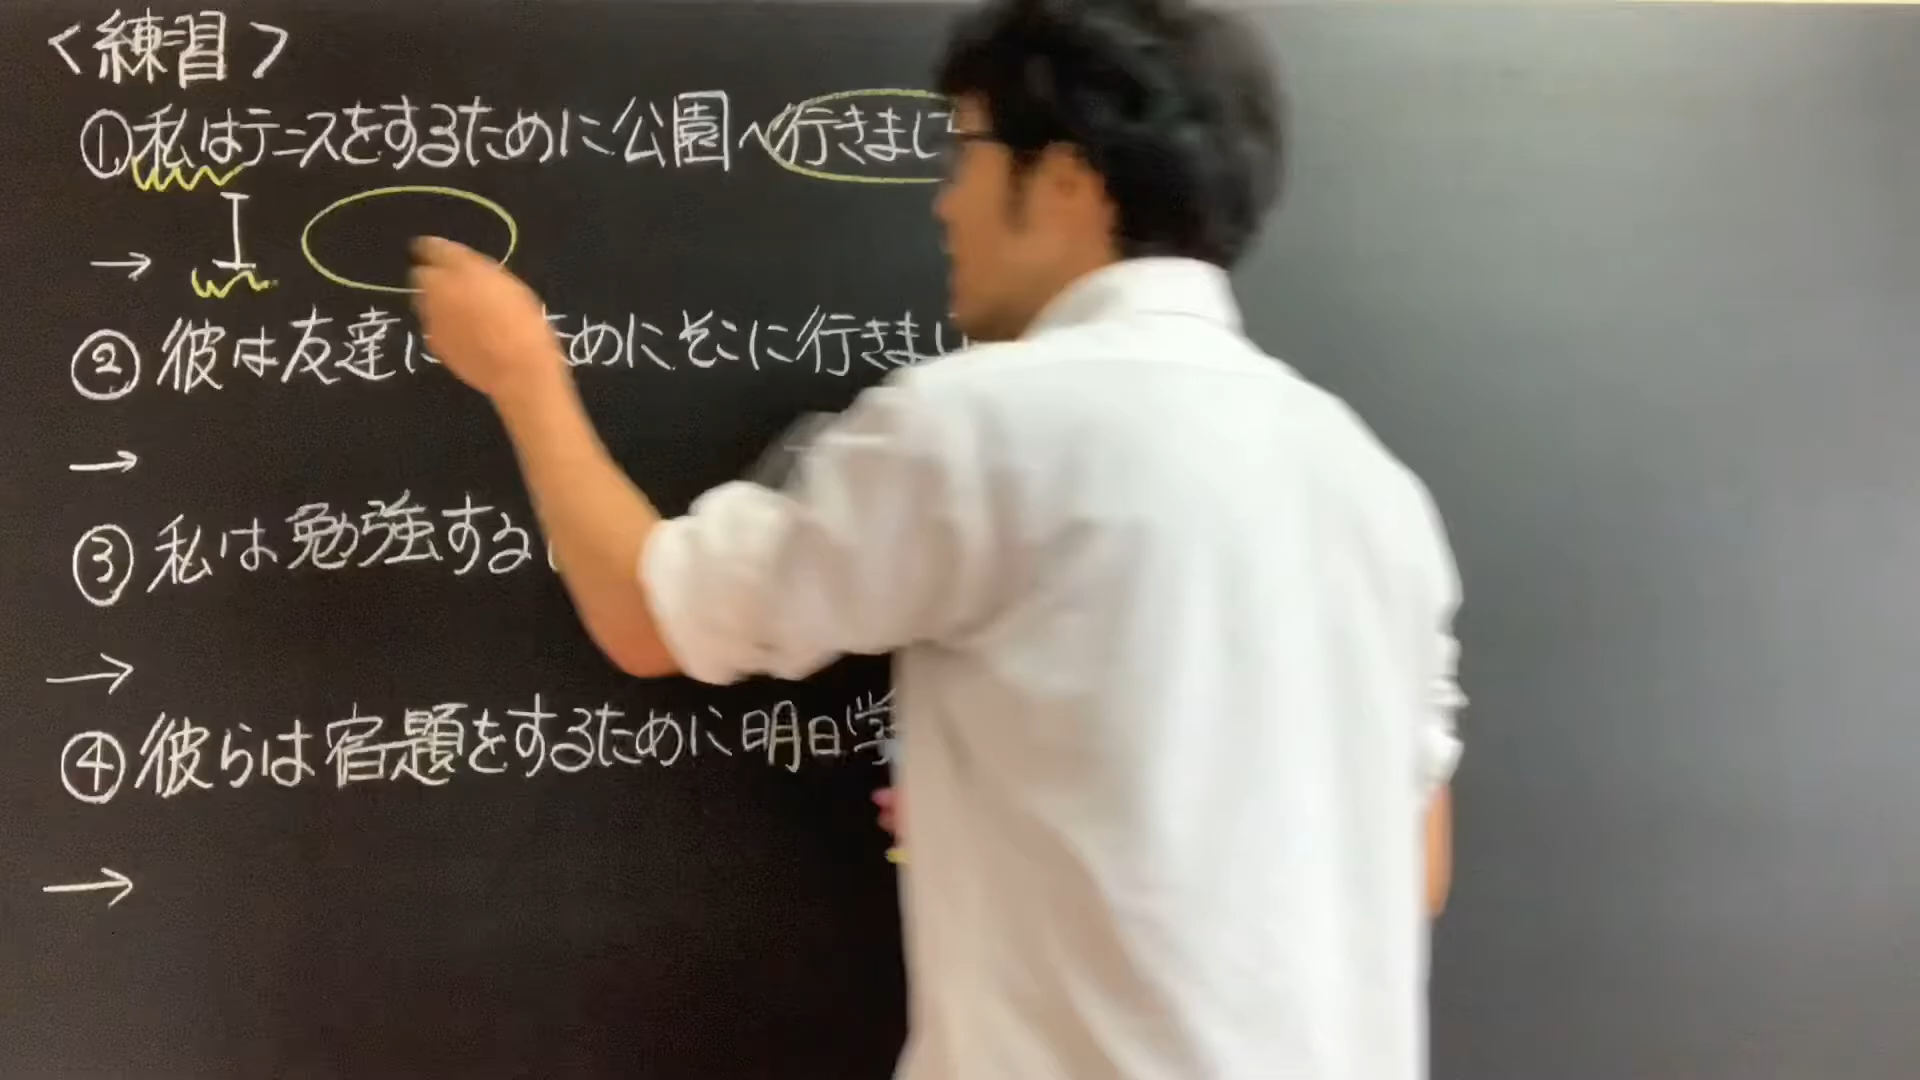 <練習>
①私はテニスをするために公園へ行きまし
I
→
②彼は友達に ためにそこに行きまし
→
③私は勉強する
→
④彼らは宿題をするために明日学
→